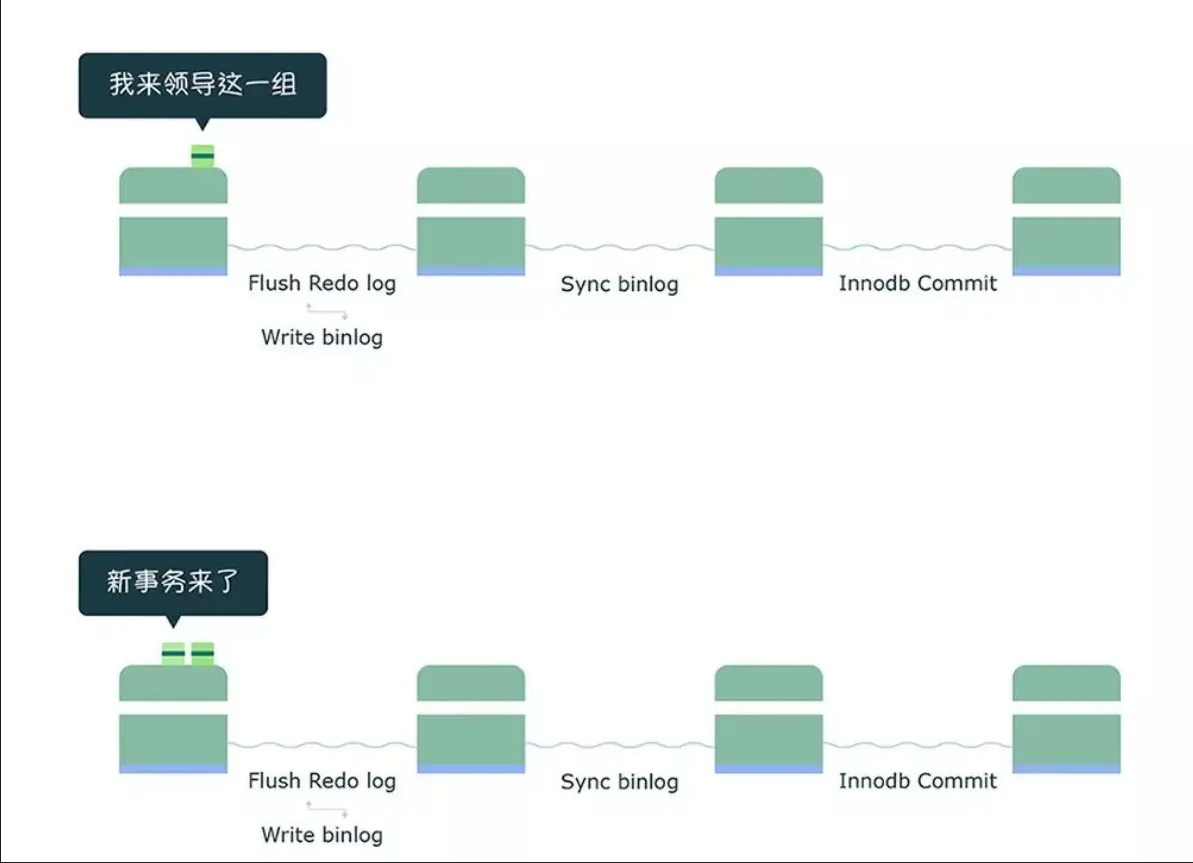 我来领导这一组
Flush Redo log
Sync binlog
Innodb Commit
Write binlog
新事务来了
Flush Redo log
Sync binlog
Innodb Commit
Write binlog